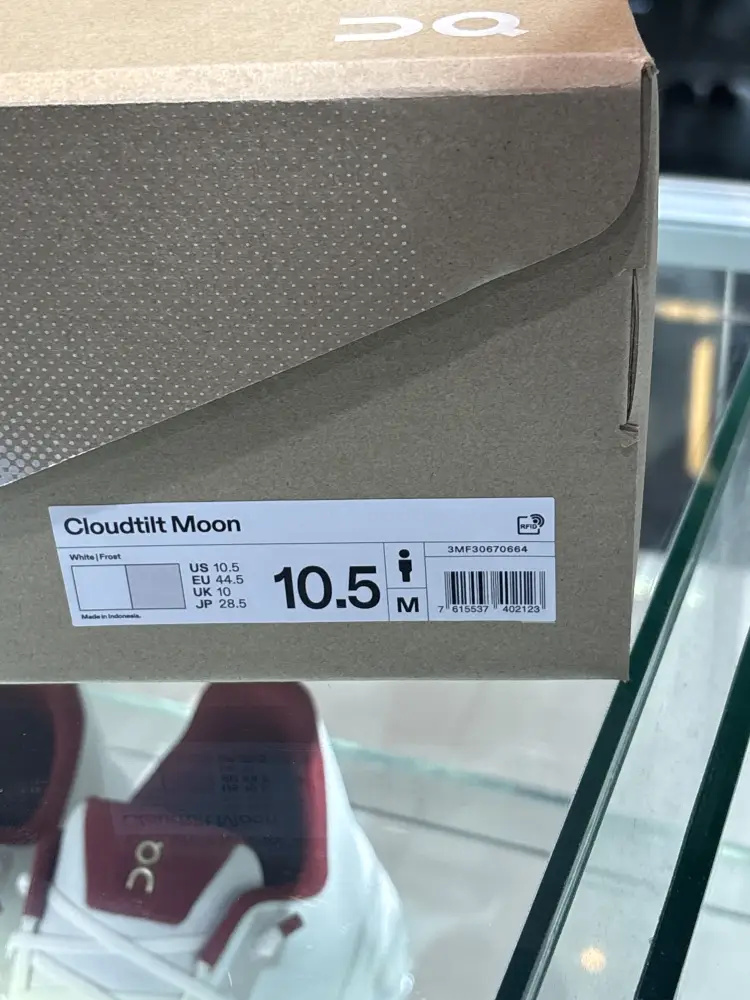 Cloudtilt Moon
RFID
White | Frost
3MF30670664
US 10.5
EU 44.5
UK 10
JP 28.5
10.5
M
7 615537 402123
Made in Indonesia.